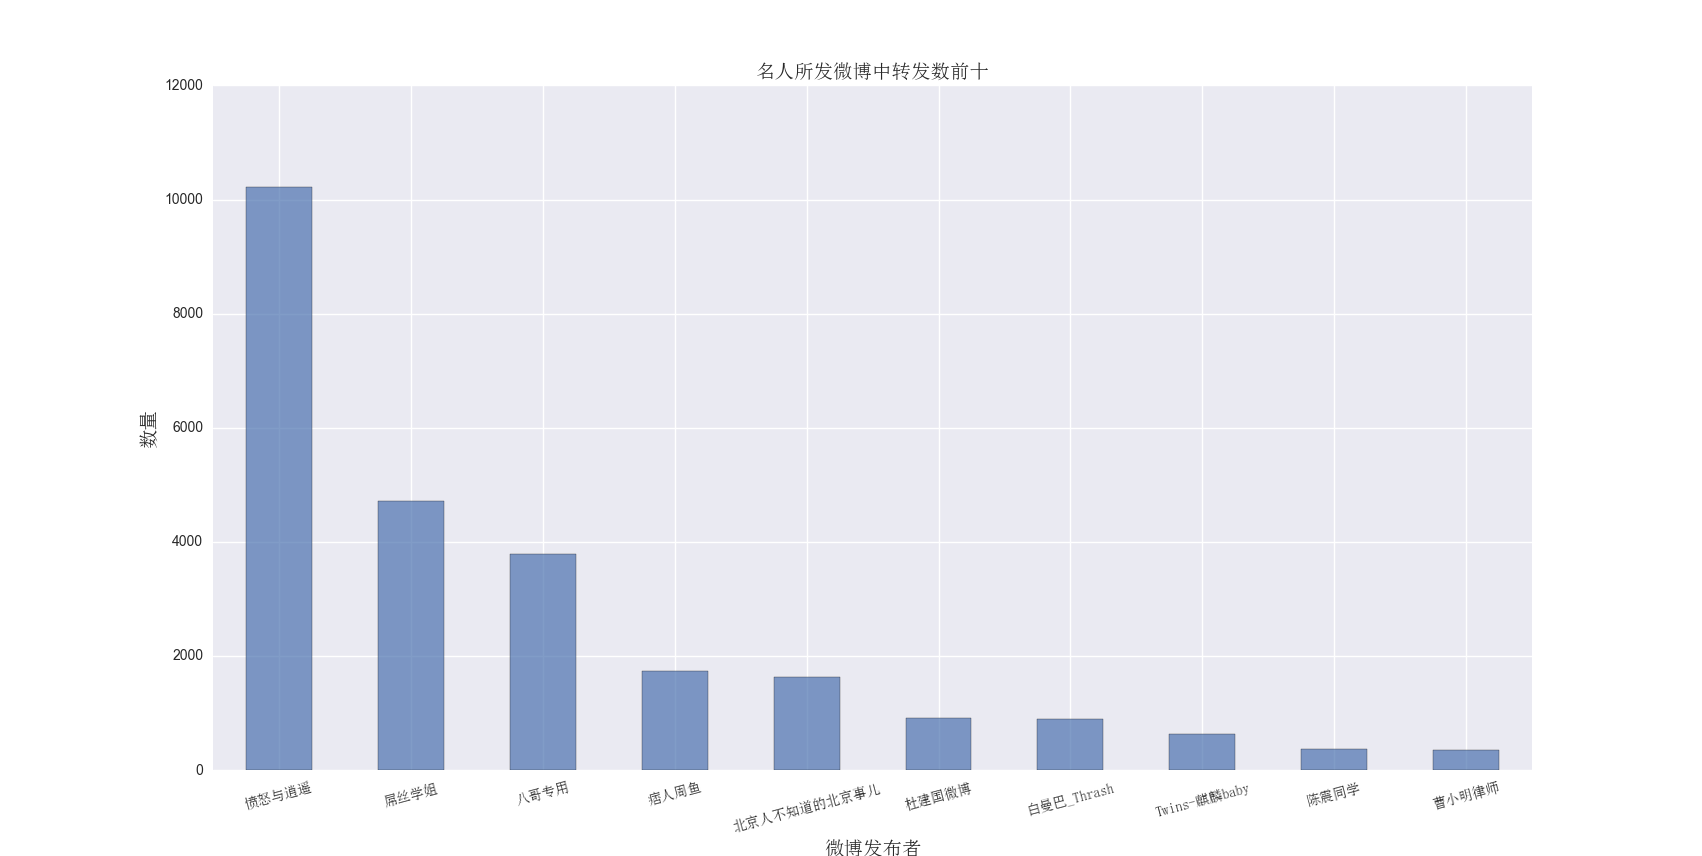 名人所发微博中转发数前十
12000
10000
8000
6000
4000
2000
0
数量
愤怒与逍遥
屌丝学姐
八哥专用
痞人周鱼
北京人不知道的北京事儿
杜建国微博
白曼巴_Thrash
Twins-麒麟baby
陈震同学
曹小明律师
微博发布者